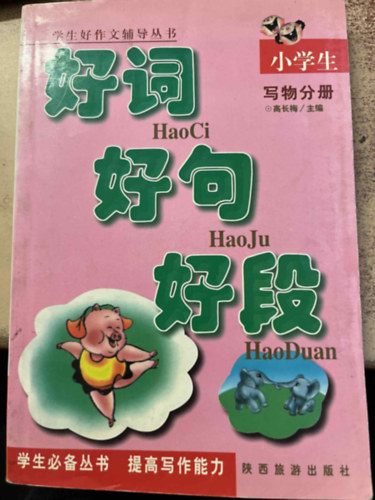 学生好作文辅导丛书
小学生
好词
HaoCi
写物分册
◎高长梅/主编
好句
HaoJu
好段
HaoDuan
学生必备丛书 提高写作能力
陕西旅游出版社